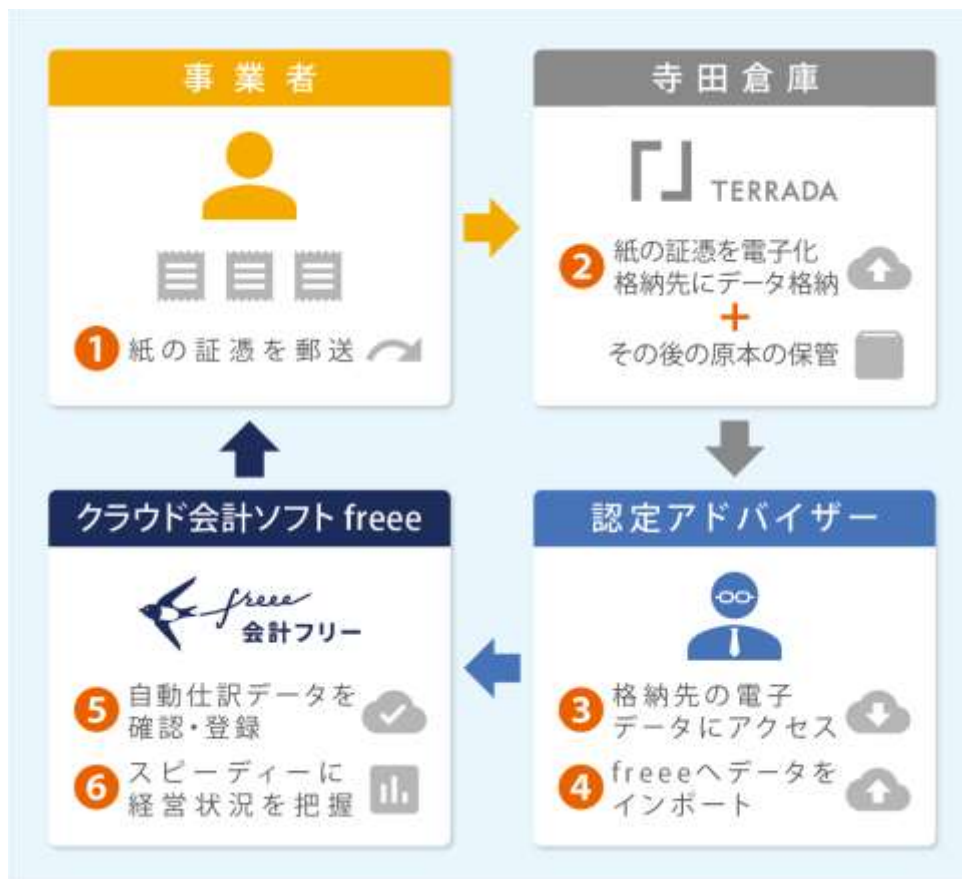 事業者
❶ 紙の証憑を郵送
寺田倉庫
TERRADA
❷ 紙の証憑を電子化
格納先にデータ格納
+
その後の原本の保管
認定アドバイザー
❸ 格納先の電子
データにアクセス
❹ freeeへデータを
インポート
クラウド会計ソフト freee
freee
会計フリー
❺ 自動仕訳データを
確認・登録
❻ スピーディーに
経営状況を把握